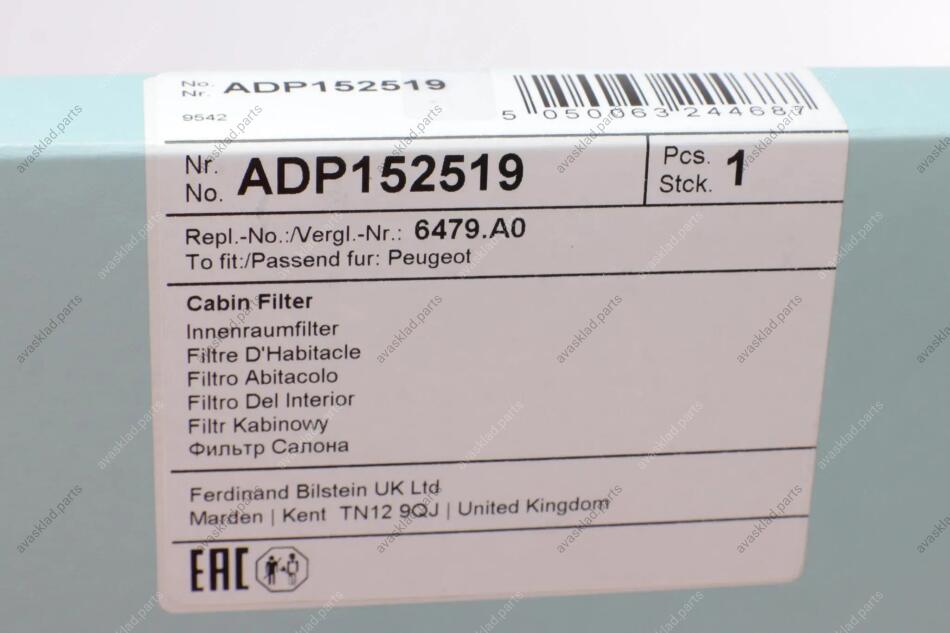 No.
Nr. ADP152519
9542
5 050063 244687
Nr.
No. ADP152519
Pcs.
Stck. 1
Repl.-No.:/Vergl.-Nr.: 6479.A0
To fit:/Passend fur: Peugeot
Cabin Filter
Innenraumfilter
Filtre D'Habitacle
Filtro Abitacolo
Filtro Del Interior
Filtr Kabinowy
Фильтр Салона
Ferdinand Bilstein UK Ltd
Marden | Kent TN12 9QJ | United Kingdom
EAC
avasklad.parts